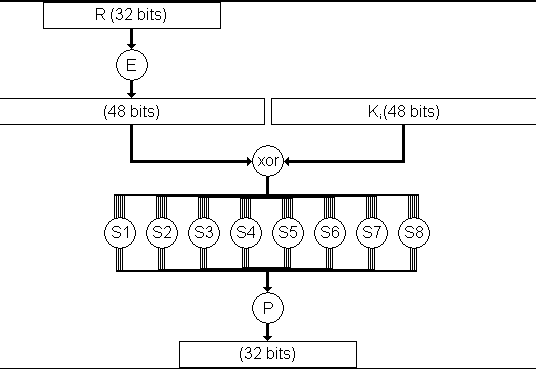 R (32 bits)
E
(48 bits)
Ki(48 bits)
xor
S1 S2 S3 S4 S5 S6 S7 S8
P
(32 bits)